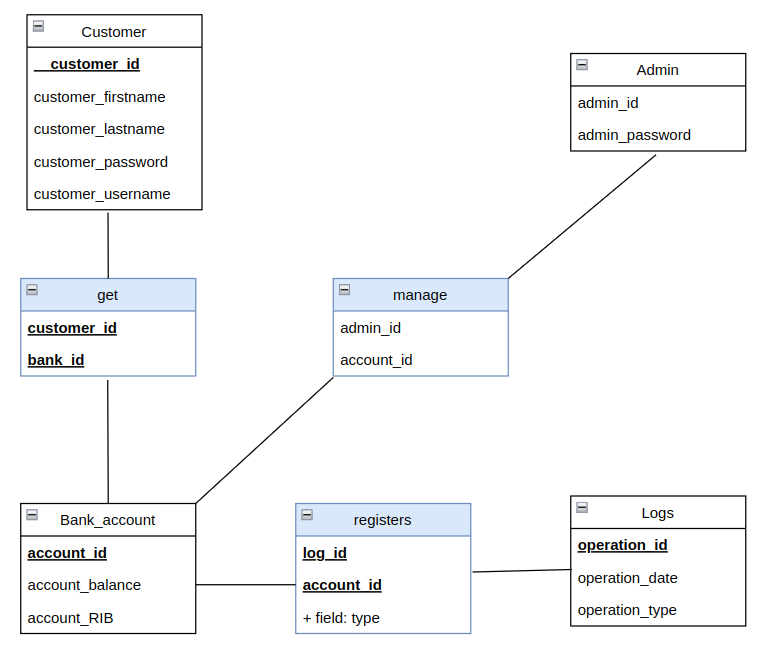 Customer
__customer_id
customer_firstname
customer_lastname
customer_password
customer_username
Admin
admin_id
admin_password
get
customer_id
bank_id
manage
admin_id
account_id
Bank_account
account_id
account_balance
account_RIB
registers
log_id
account_id
+ field: type
Logs
operation_id
operation_date
operation_type